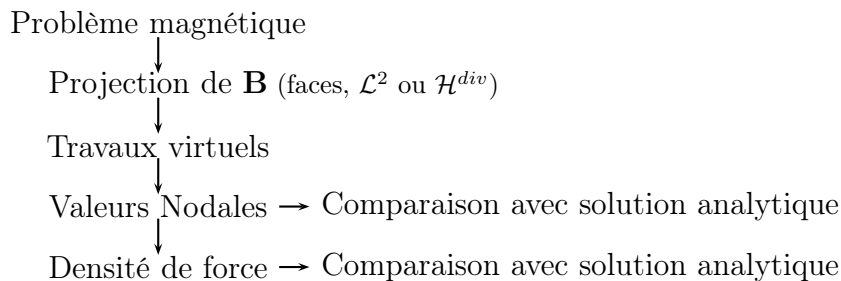 Problème magnétique
Projection de B (faces, L² ou H^div)
Travaux virtuels
Valeurs Nodales → Comparaison avec solution analytique
Densité de force → Comparaison avec solution analytique